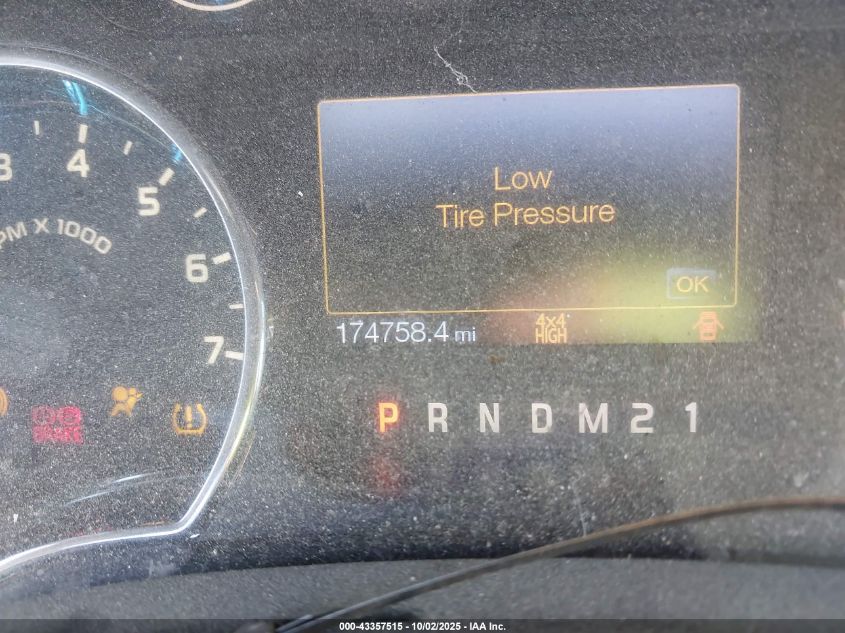 Low
Tire Pressure
OK
174758.4 mi
4x4
HIGH
3 4 5 6 7
PM X 1000
BRAKE
P R N D M 2 1
000-43357515 - 10/02/2025 - IAA Inc.